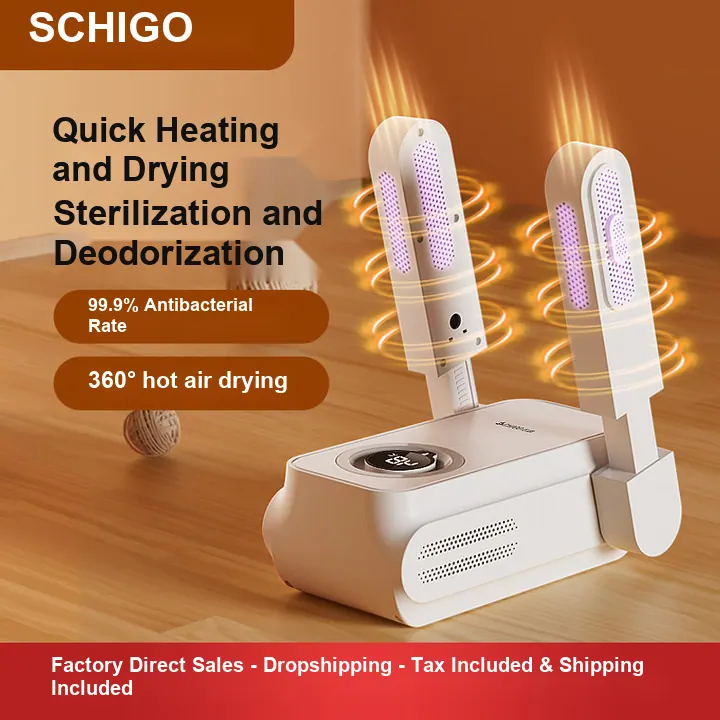 SCHIGO
Quick Heating
and Drying
Sterilization and
Deodorization
99.9% Antibacterial
Rate
360° hot air drying
Factory Direct Sales - Dropshipping - Tax Included & Shipping
Included